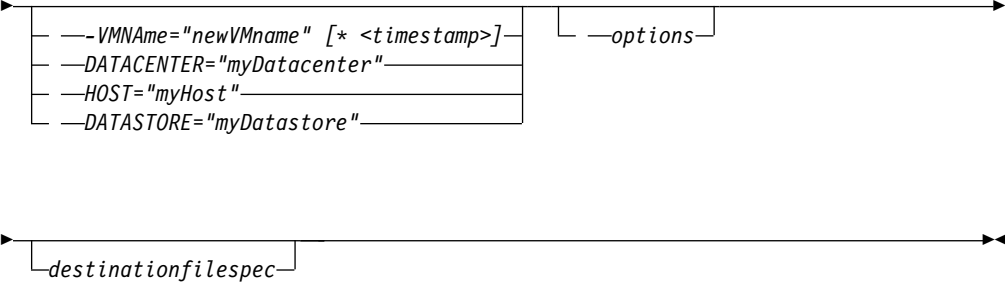 -VMNAme="newVMname" [* <timestamp>]
options
DATACENTER="myDatacenter"
HOST="myHost"
DATASTORE="myDatastore"
destinationfilespec